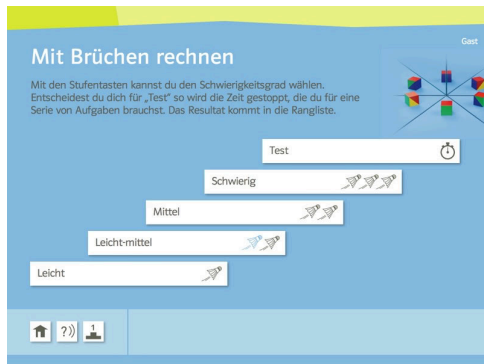 Gast
Mit Brüchen rechnen
Mit den Stufentasten kannst du den Schwierigkeitsgrad wählen.
Entscheidest du dich für „Test" so wird die Zeit gestoppt, die du für eine
Serie von Aufgaben brauchst. Das Resultat kommt in die Rangliste.
Test
Schwierig
Mittel
Leicht-mittel
Leicht
?))
1